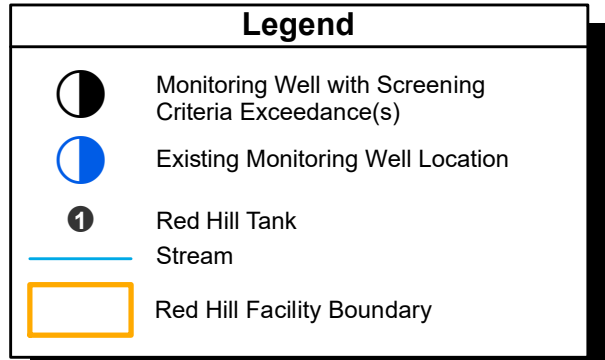 Legend
Monitoring Well with Screening
Criteria Exceedance(s)
Existing Monitoring Well Location
1 Red Hill Tank
Stream
Red Hill Facility Boundary